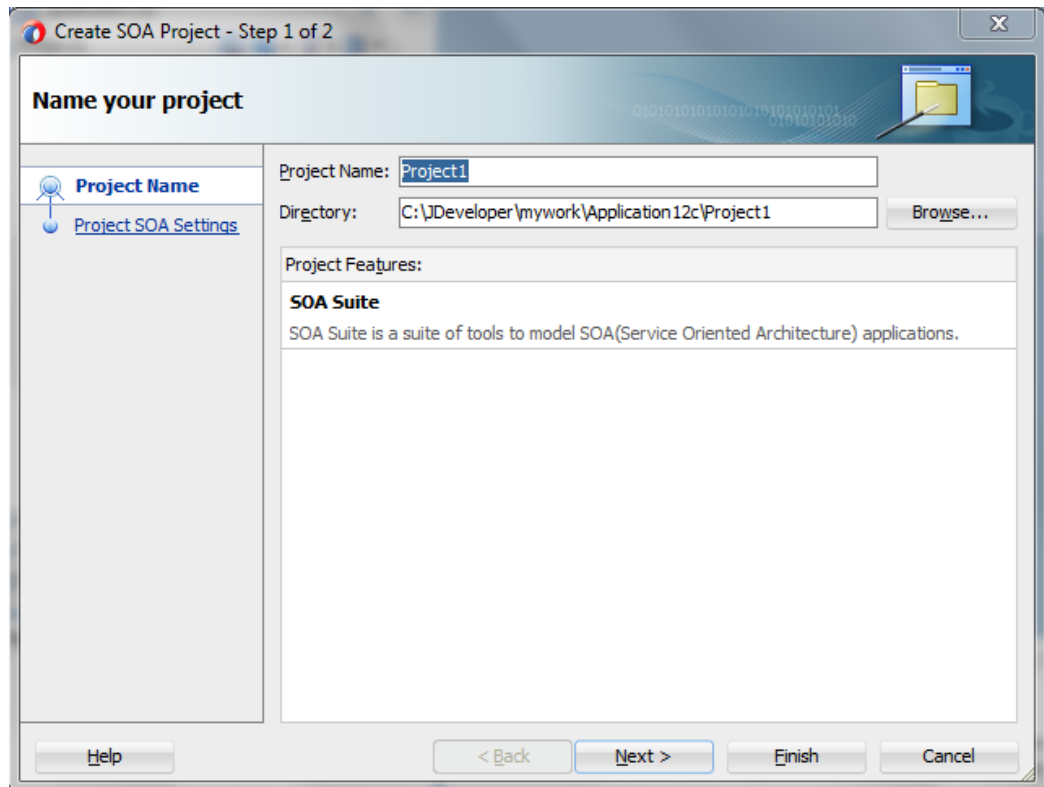 Create SOA Project - Step 1 of 2
Name your project
Project Name
Project SOA Settings
Project Name: Project1
Directory: C:\JDeveloper\mywork\Application12c\Project1 Browse...
Project Features:
SOA Suite
SOA Suite is a suite of tools to model SOA(Service Oriented Architecture) applications.
Help < Back Next > Finish Cancel